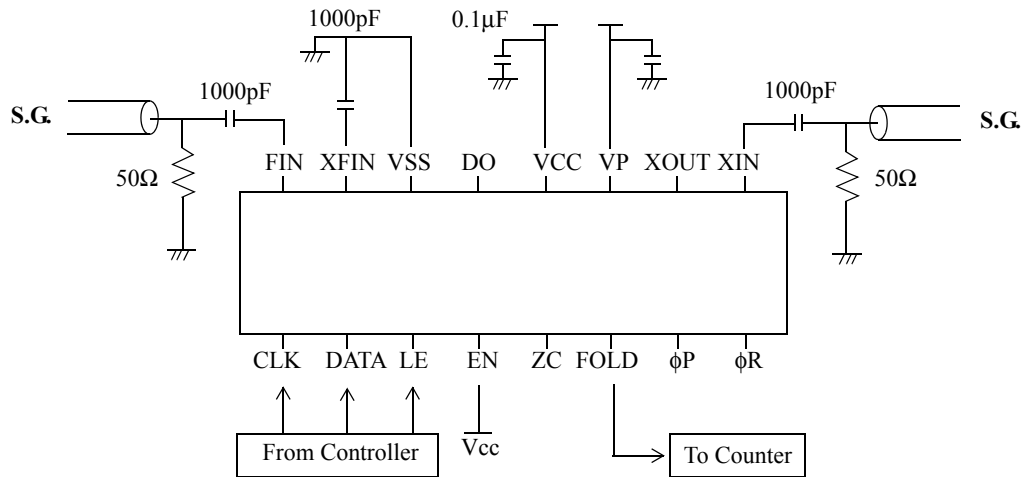 1000pF
0.1µF
1000pF
1000pF
S.G.
S.G.
50Ω
50Ω
FIN XFIN VSS DO VCC VP XOUT XIN
CLK DATA LE EN ZC FOLD ϕP ϕR
From Controller
Vcc
To Counter